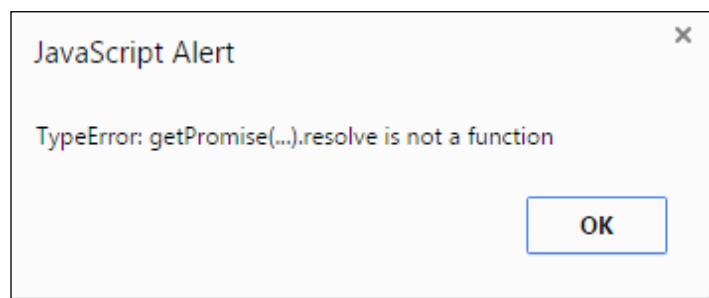 JavaScript Alert
TypeError: getPromise(...).resolve is not a function
OK